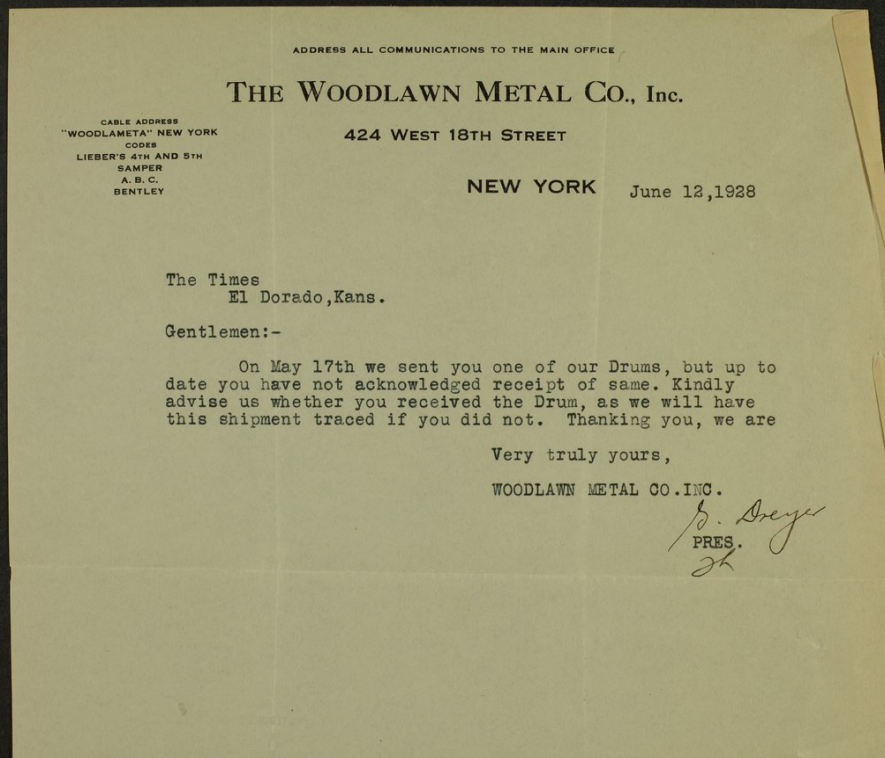 ADDRESS ALL COMMUNICATIONS TO THE MAIN OFFICE
THE WOODLAWN METAL CO., Inc.
CABLE ADDRESS
"WOODLAMETA" NEW YORK
CODES
LIEBER'S 4TH AND 5TH
SAMPER
A. B. C.
BENTLEY
424 WEST 18TH STREET
NEW YORK June 12,1928
The Times
El Dorado,Kans.
Gentlemen:-
On May 17th we sent you one of our Drums, but up to
date you have not acknowledged receipt of same. Kindly
advise us whether you received the Drum, as we will have
this shipment traced if you did not. Thanking you, we are
Very truly yours,
WOODLAWN METAL CO.INC.
Dreyer
PRES.